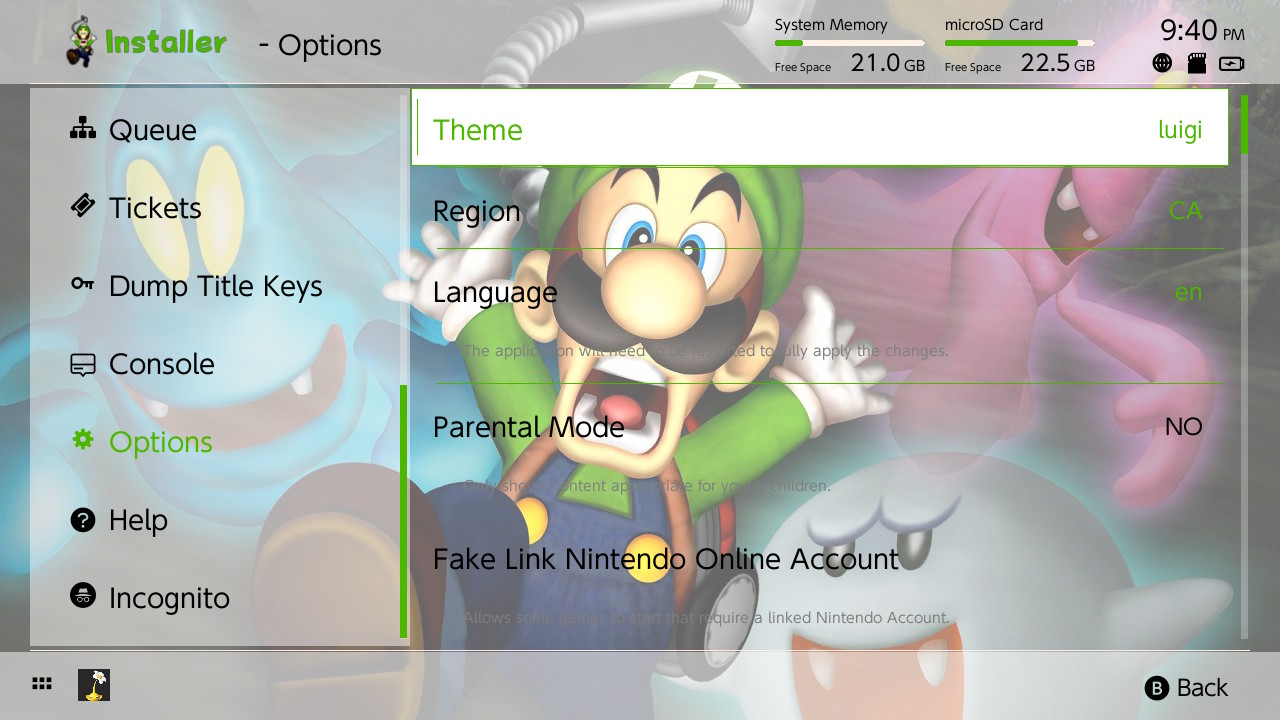 Installer - Options
System Memory
Free Space 21.0 GB
microSD Card
Free Space 22.5 GB
9:40 PM
Queue
Tickets
Dump Title Keys
Console
Options
Help
Incognito
Theme luigi
Region CA
Language en
The application will need to be restarted to fully apply the changes.
Parental Mode NO
Only show content appropriate for young children.
Fake Link Nintendo Online Account
Allows some games to start that require a linked Nintendo Account.
B Back